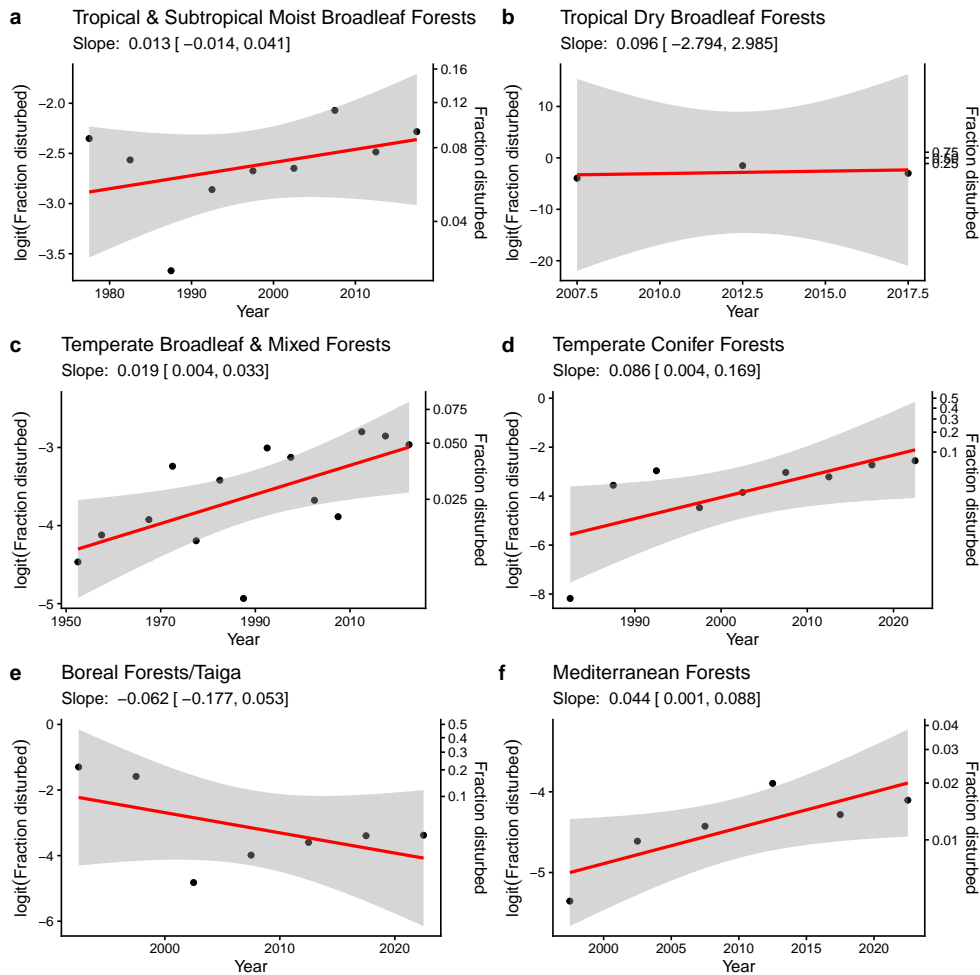 a Tropical & Subtropical Moist Broadleaf Forests
Slope: 0.013 [ −0.014, 0.041]
logit(Fraction disturbed)
−2.0
−2.5
−3.0
−3.5
0.16
0.12
0.08
0.04
Fraction disturbed
1980 1990 2000 2010
Year
b Tropical Dry Broadleaf Forests
Slope: 0.096 [ −2.794, 2.985]
logit(Fraction disturbed)
10
0
−10
−20
0.75
0.50
0.25
Fraction disturbed
2007.5 2010.0 2012.5 2015.0 2017.5
Year
c Temperate Broadleaf & Mixed Forests
Slope: 0.019 [ 0.004, 0.033]
logit(Fraction disturbed)
−3
−4
−5
0.075
0.050
0.025
Fraction disturbed
1950 1970 1990 2010
Year
d Temperate Conifer Forests
Slope: 0.086 [ 0.004, 0.169]
logit(Fraction disturbed)
0
−2
−4
−6
−8
0.5
0.4
0.3
0.2
0.1
Fraction disturbed
1990 2000 2010 2020
Year
e Boreal Forests/Taiga
Slope: −0.062 [ −0.177, 0.053]
logit(Fraction disturbed)
0
−2
−4
−6
0.5
0.4
0.3
0.2
0.1
Fraction disturbed
2000 2010 2020
Year
f Mediterranean Forests
Slope: 0.044 [ 0.001, 0.088]
logit(Fraction disturbed)
−4
−5
0.04
0.03
0.02
0.01
Fraction disturbed
2000 2005 2010 2015 2020
Year